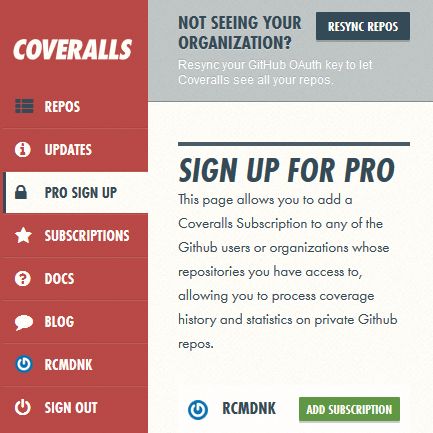 COVERALLS
REPOS
UPDATES
PRO SIGN UP
SUBSCRIPTIONS
DOCS
BLOG
RCMDNK
SIGN OUT
NOT SEEING YOUR
ORGANIZATION?
RESYNC REPOS
Resync your GitHub OAuth key to let
Coveralls see all your repos.
SIGN UP FOR PRO
This page allows you to add a
Coveralls Subscription to any of the
Github users or organizations whose
repositories you have access to,
allowing you to process coverage
history and statistics on private Github
repos.
RCMDNK
ADD SUBSCRIPTION